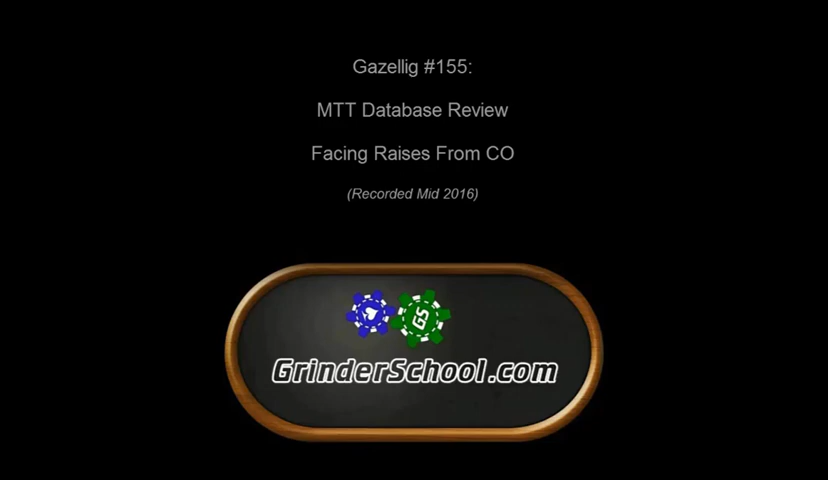 Gazellig #155:
MTT Database Review
Facing Raises From CO
(Recorded Mid 2016)
GS
GrinderSchool.com